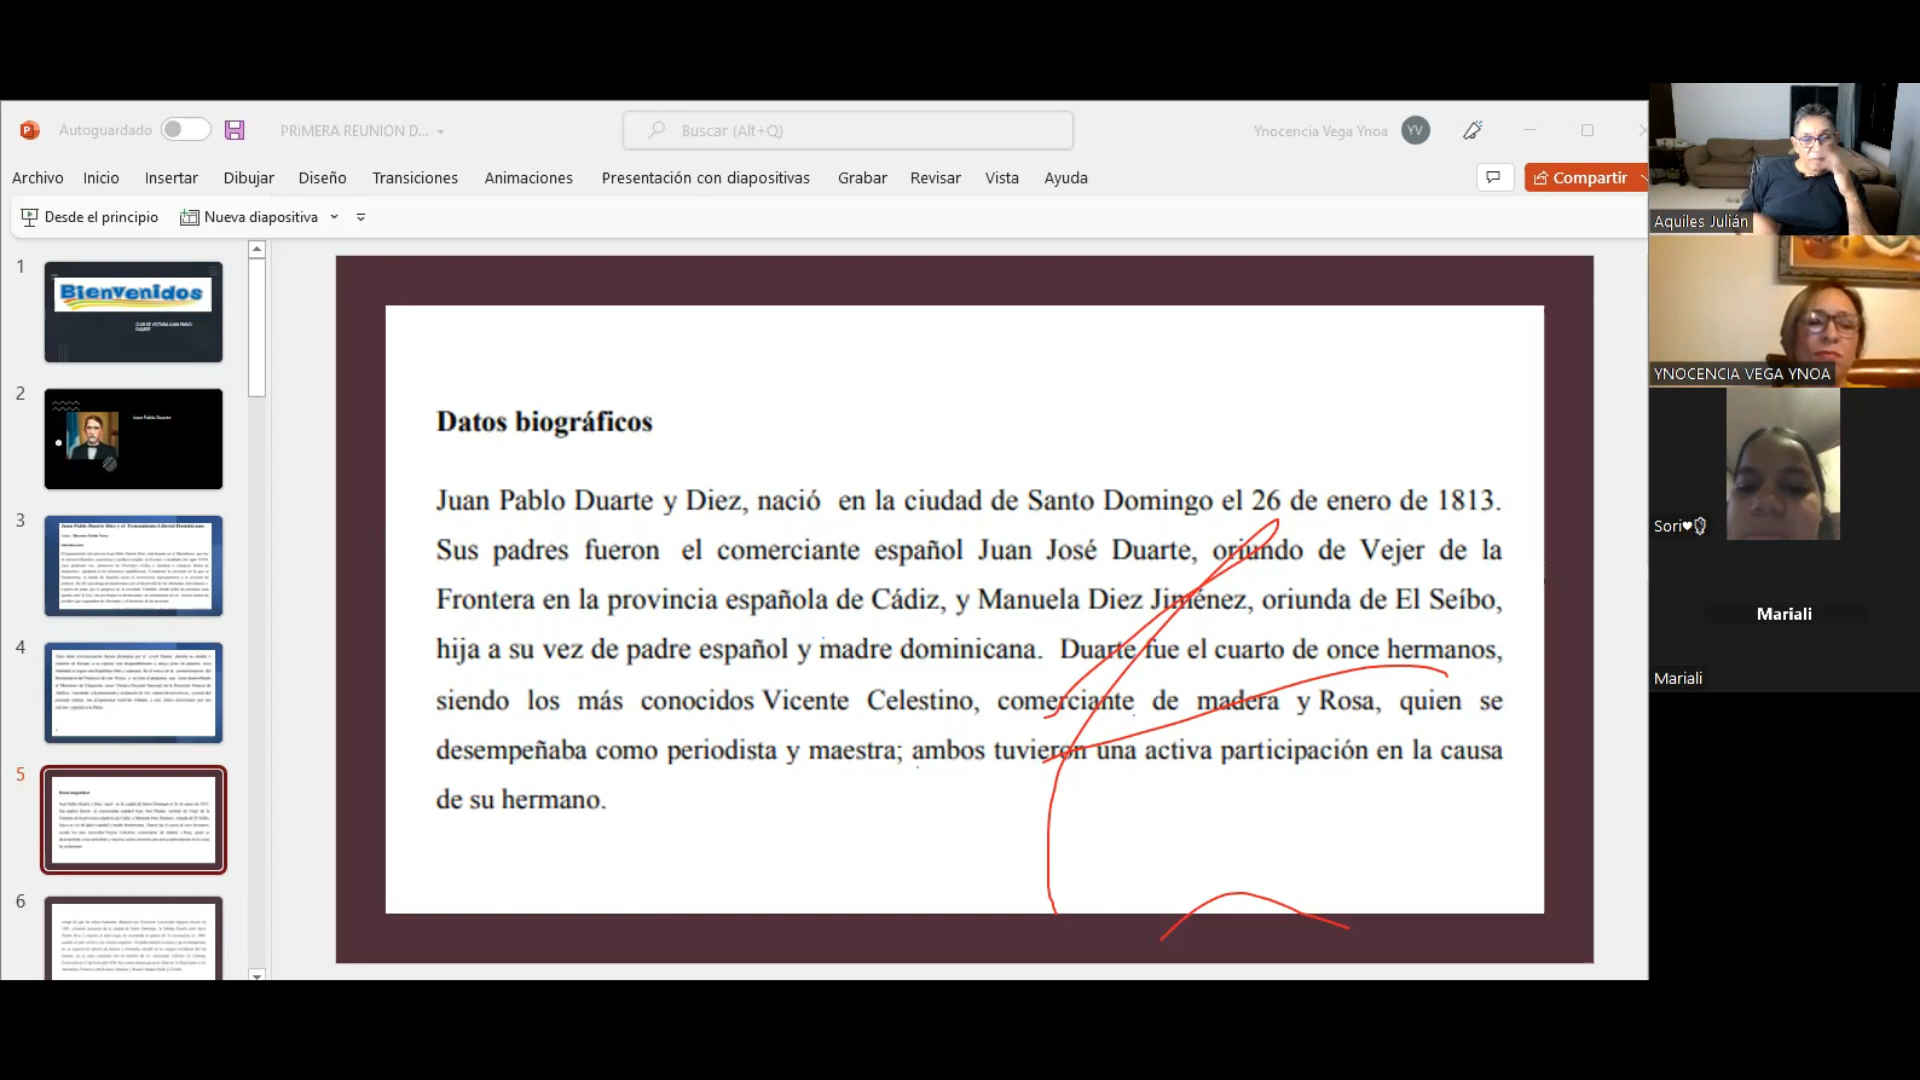 Autoguardado
PRIMERA REUNION D...
Buscar (Alt+Q)
Ynocencia Vega Ynoa
YV
Archivo Inicio Insertar Dibujar Diseño Transiciones Animaciones Presentación con diapositivas Grabar Revisar Vista Ayuda
Compartir
Desde el principio Nueva diapositiva
1
Bienvenidos
2
Juan Pablo Duarte
3
4
5
6
Datos biográficos
Juan Pablo Duarte y Diez, nació en la ciudad de Santo Domingo el 26 de enero de 1813.
Sus padres fueron el comerciante español Juan José Duarte, oriundo de Vejer de la
Frontera en la provincia española de Cádiz, y Manuela Diez Jiménez, oriunda de El Seíbo,
hija a su vez de padre español y madre dominicana. Duarte fue el cuarto de once hermanos,
siendo los más conocidos Vicente Celestino, comerciante de madera y Rosa, quien se
desempeñaba como periodista y maestra; ambos tuvieron una activa participación en la causa
de su hermano.
Aquiles Julián
YNOCENCIA VEGA YNOA
Sori
Mariali
Mariali